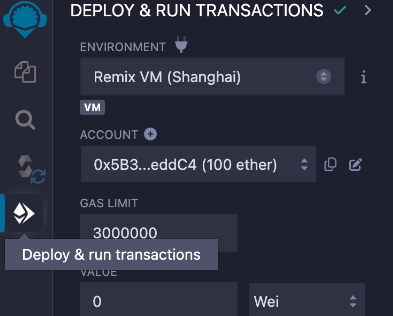 DEPLOY & RUN TRANSACTIONS
ENVIRONMENT
Remix VM (Shanghai)
VM
ACCOUNT
0x5B3...eddC4 (100 ether)
GAS LIMIT
3000000
Deploy & run transactions
VALUE
0 Wei